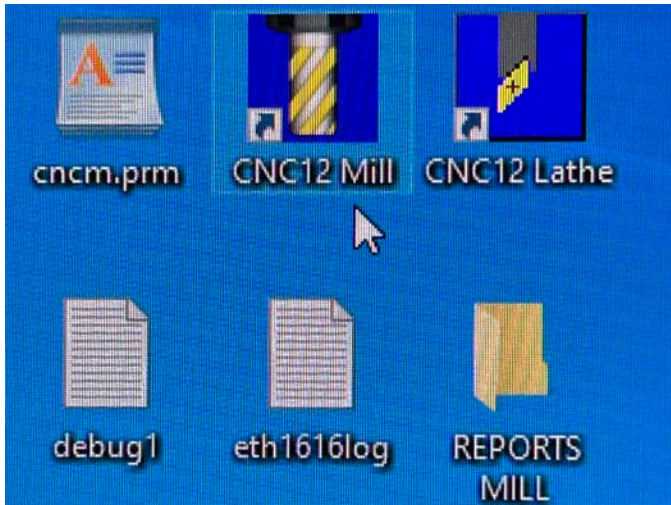 cncm.prm
CNC12 Mill
CNC12 Lathe
debug1
eth1616log
REPORTS
MILL